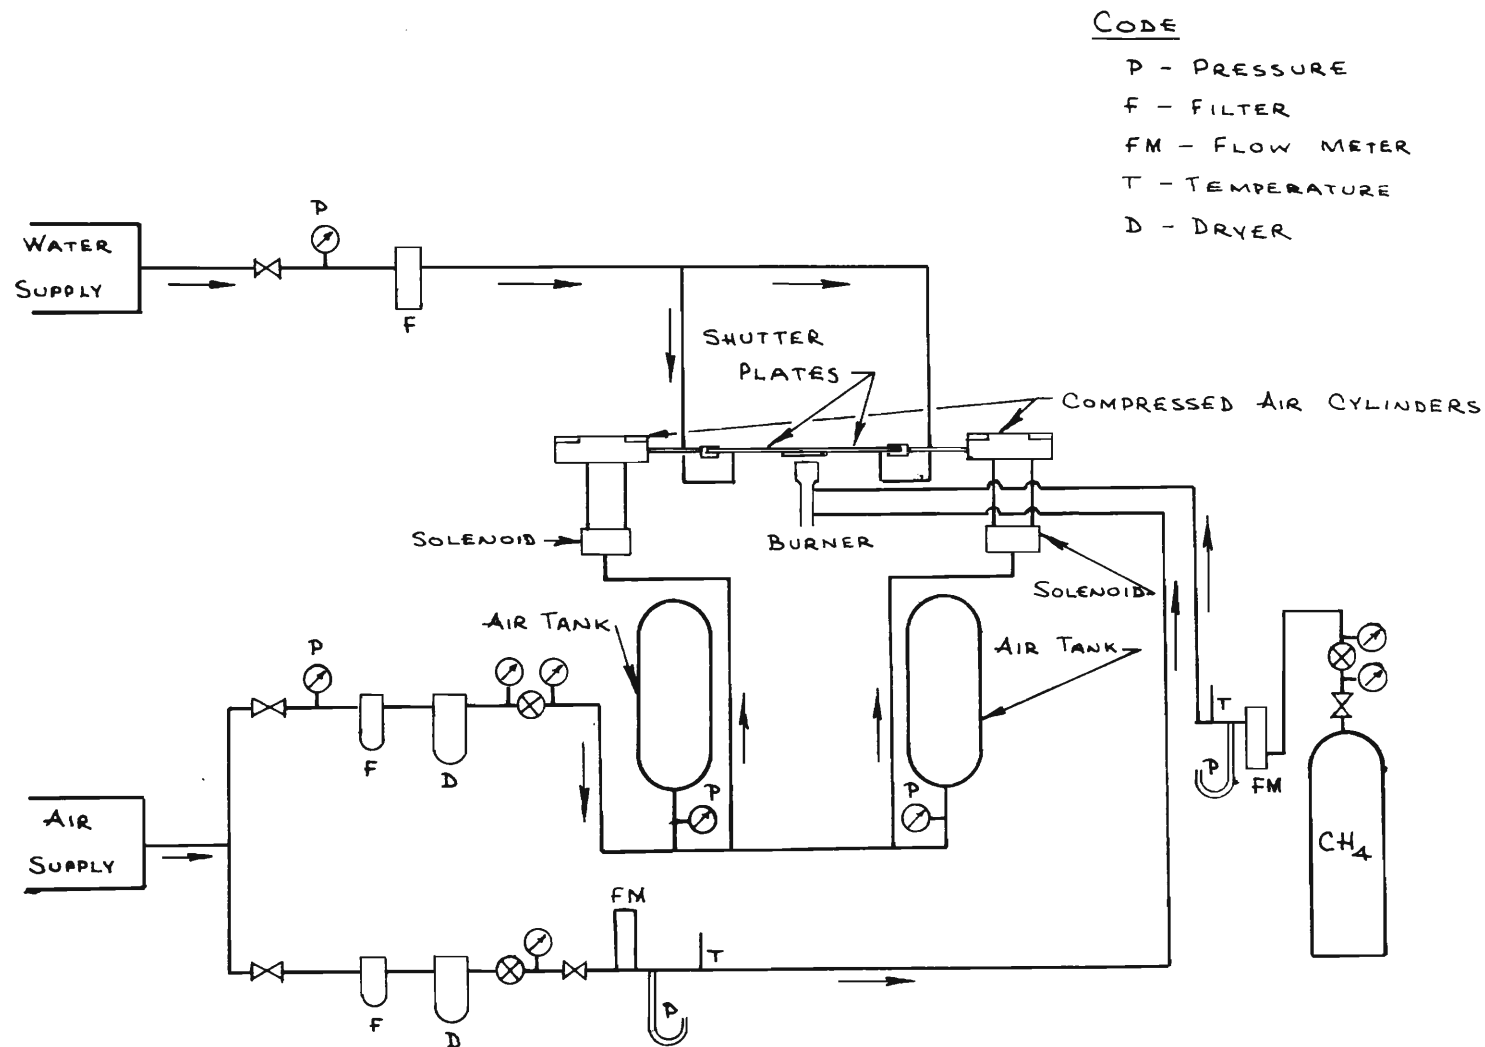 CODE
P - PRESSURE
F - FILTER
FM - FLOW METER
T - TEMPERATURE
D - DRYER
P
WATER
SUPPLY
F
SHUTTER
PLATES
COMPRESSED AIR CYLINDERS
SOLENOID
BURNER
SOLENOID
AIR TANK
AIR TANK
P
F
D
P
P
T
P
FM
CH4
AIR
SUPPLY
FM
T
P
F
D